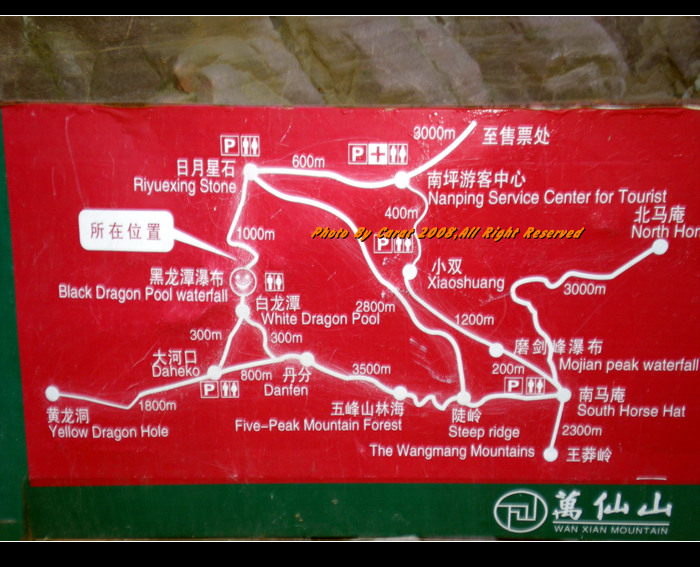 3000m
至售票处
P
日月星石
Riyuexing Stone
600m
P
南坪游客中心
Nanping Service Center for Tourist
400m
北马庵
North Hor
所在位置
1000m
Photo By Carat 2008,All Right Reserved
P
小双
Xiaoshuang
3000m
黑龙潭瀑布
Black Dragon Pool waterfall
白龙潭
White Dragon Pool
2800m
1200m
300m
300m
磨剑峰瀑布
Mojian peak waterfall
200m
大河口
Daheko
P
800m
丹分
Danfen
3500m
P
黄龙洞
Yellow Dragon Hole
1800m
五峰山林海
Five-Peak Mountain Forest
陡岭
Steep ridge
南马庵
South Horse Hat
2300m
The Wangmang Mountains
王莽岭
萬仙山
WAN XIAN MOUNTAIN